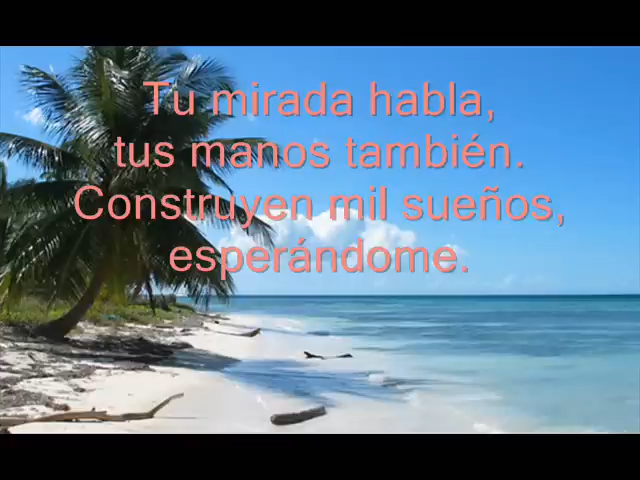 Tu mirada habla,
tus manos también.
Construyen mil sueños,
esperándome.